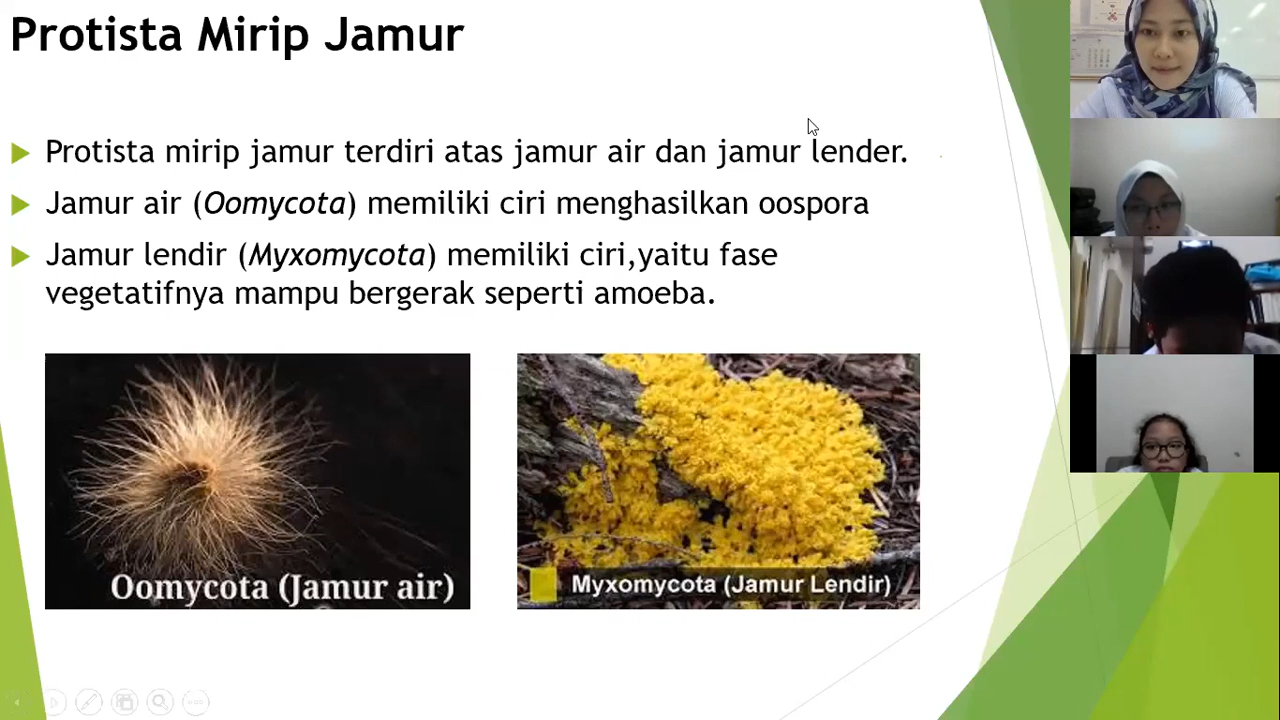 Protista Mirip Jamur
Protista mirip jamur terdiri atas jamur air dan jamur lender.
Jamur air (Oomycota) memiliki ciri menghasilkan oospora
Jamur lendir (Myxomycota) memiliki ciri,yaitu fase
vegetatifnya mampu bergerak seperti amoeba.
Oomycota (Jamur air)
Myxomycota (Jamur Lendir)